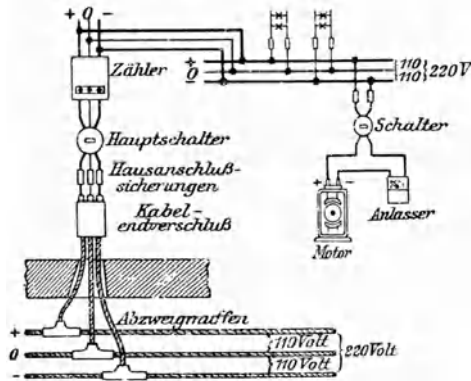 + 0 -
Zähler
+
0
-
110
110
220 V
Hauptschalter
Schalter
Hausanschluß-
sicherungen
Kabel-
endverschluß
+ -
Anlasser
Motor
Abzweigmuffen
+
0
-
110 Volt
110 Volt
220 Volt